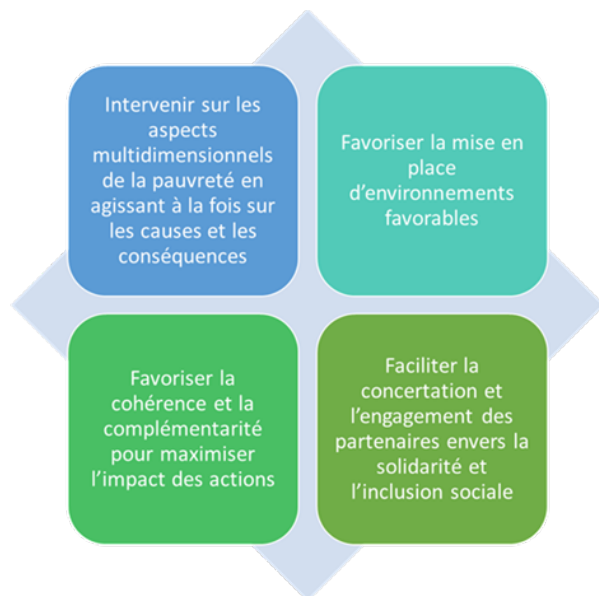 Intervenir sur les
aspects
multidimensionnels
de la pauvreté en
agissant à la fois sur
les causes et les
conséquences
Favoriser la mise en
place
d’environnements
favorables
Favoriser la
cohérence et la
complémentarité
pour maximiser
l’impact des actions
Faciliter la
concertation et
l’engagement des
partenaires envers la
solidarité et
l’inclusion sociale